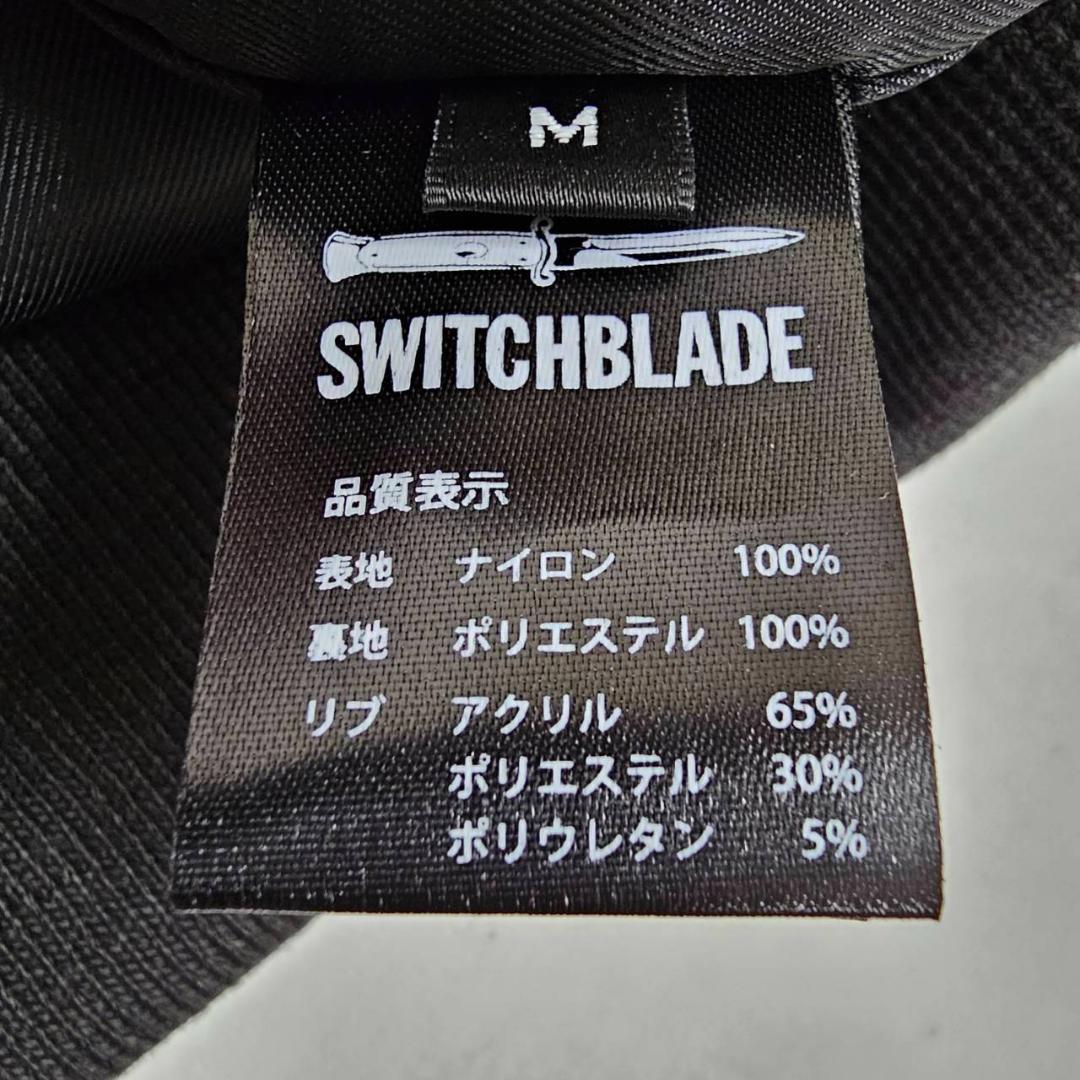 M
SWITCHBLADE
品質表示
表地 ナイロン 100%
裏地 ポリエステル 100%
リブ アクリル 65%
ポリエステル 30%
ポリウレタン 5%